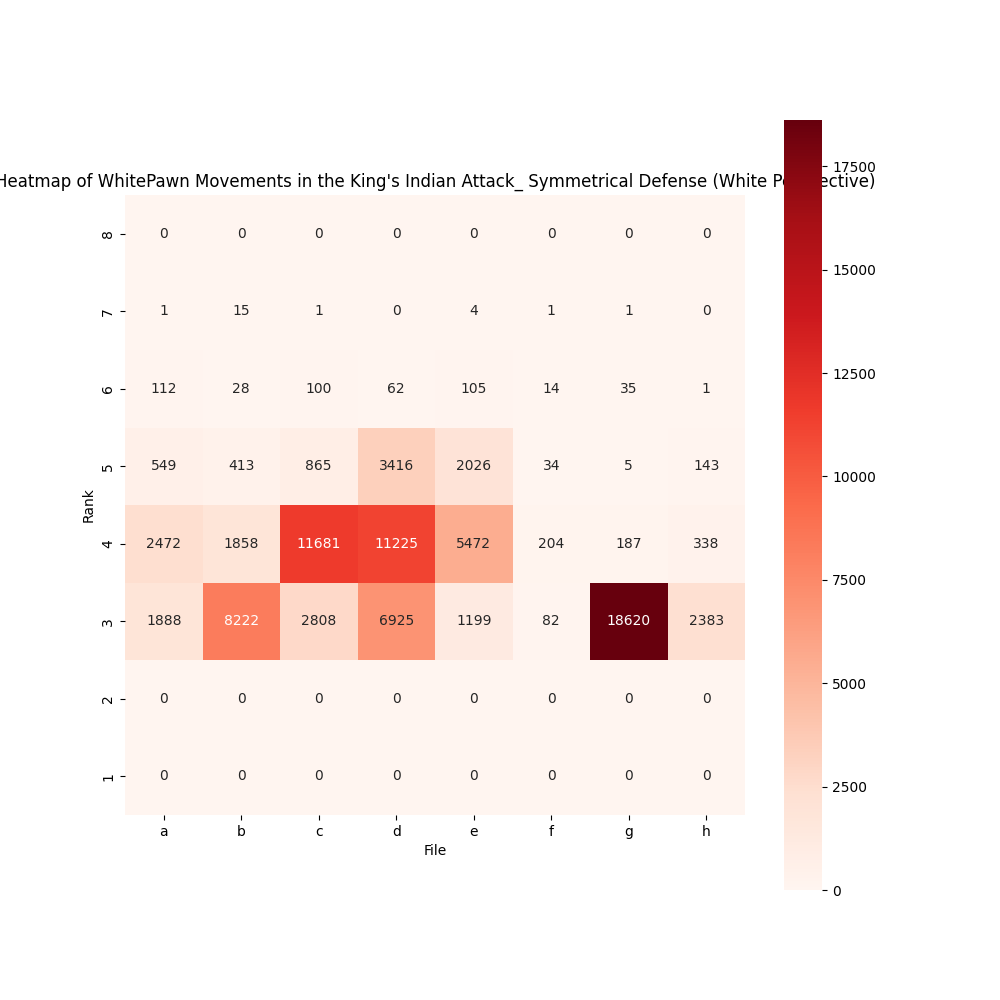 Heatmap of WhitePawn Movements in the King's Indian Attack_ Symmetrical Defense (White P ective)
17500
15000
12500
10000
7500
5000
2500
0
Rank
8 0 0 0 0 0 0 0 0
7 1 15 1 0 4 1 1 0
6 112 28 100 62 105 14 35 1
5 549 413 865 3416 2026 34 5 143
4 2472 1858 11681 11225 5472 204 187 338
3 1888 8222 2808 6925 1199 82 18620 2383
2 0 0 0 0 0 0 0 0
1 0 0 0 0 0 0 0 0
a b c d e f g h
File